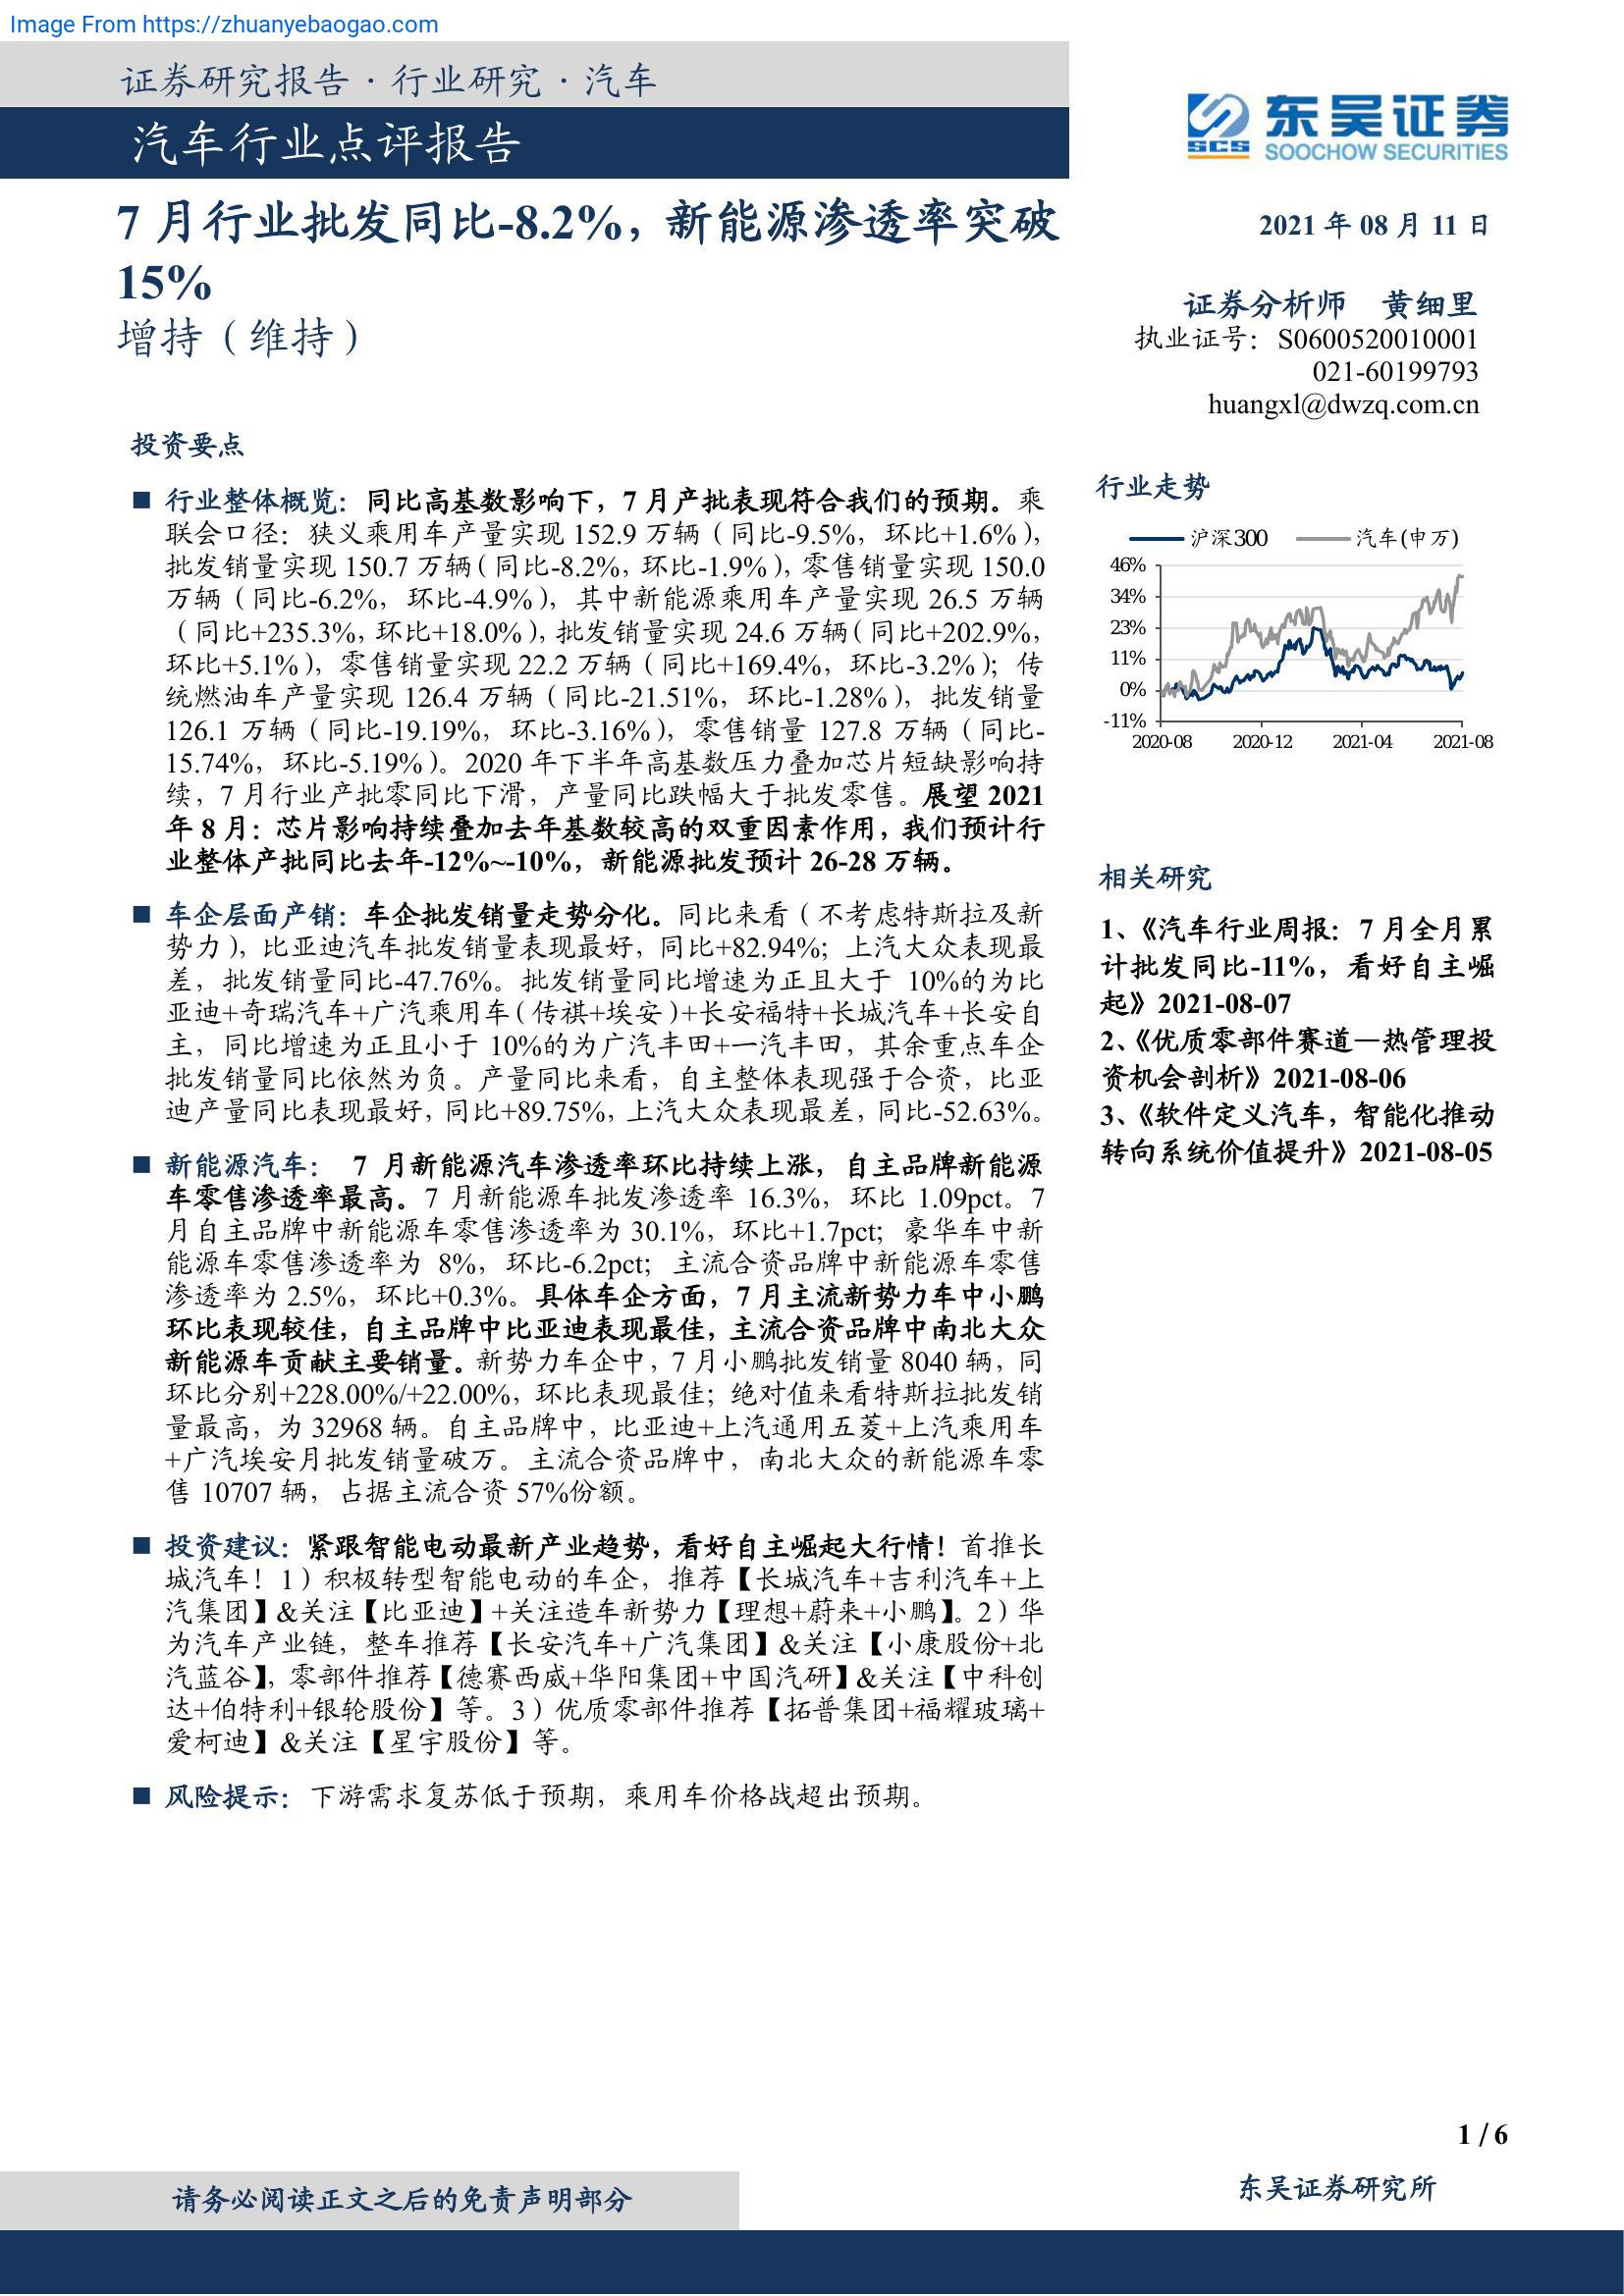 Image From https://zhuanyebaogao.com
证券研究报告·行业研究·汽车
汽车行业点评报告
东吴证券
SCS SOOCHOW SECURITIES
7 月行业批发同比-8.2%，新能源渗透率突破
15%
增持（维持）
2021 年 08 月 11 日
证券分析师 黄细里
执业证号：S0600520010001
021-60199793
huangxl@dwzq.com.cn
投资要点
■ 行业整体概览：同比高基数影响下，7 月产批表现符合我们的预期。乘
联会口径：狭义乘用车产量实现 152.9 万辆（同比-9.5%，环比+1.6%），
批发销量实现 150.7 万辆（同比-8.2%，环比-1.9%），零售销量实现 150.0
万辆（同比-6.2%，环比-4.9%），其中新能源乘用车产量实现 26.5 万辆
（同比+235.3%，环比+18.0%），批发销量实现 24.6 万辆（同比+202.9%，
环比+5.1%），零售销量实现 22.2 万辆（同比+169.4%，环比-3.2%）；传
统燃油车产量实现 126.4 万辆（同比-21.51%，环比-1.28%），批发销量
126.1 万辆（同比-19.19%，环比-3.16%），零售销量 127.8 万辆（同比-
15.74%，环比-5.19%）。2020 年下半年高基数压力叠加芯片短缺影响持
续，7 月行业产批零同比下滑，产量同比跌幅大于批发零售。展望 2021
年 8 月：芯片影响持续叠加去年基数较高的双重因素作用，我们预计行
业整体产批同比去年-12%~-10%，新能源批发预计 26-28 万辆。
■ 车企层面产销：车企批发销量走势分化。同比来看（不考虑特斯拉及新
势力），比亚迪汽车批发销量表现最好，同比+82.94%；上汽大众表现最
差，批发销量同比-47.76%。批发销量同比增速为正且大于 10%的为比
亚迪+奇瑞汽车+广汽乘用车（传祺+埃安）+长安福特+长城汽车+长安自
主，同比增速为正且小于 10%的为广汽丰田+一汽丰田，其余重点车企
批发销量同比依然为负。产量同比来看，自主整体表现强于合资，比亚
迪产量同比表现最好，同比+89.75%，上汽大众表现最差，同比-52.63%。
■ 新能源汽车： 7 月新能源汽车渗透率环比持续上涨，自主品牌新能源
车零售渗透率最高。7 月新能源车批发渗透率 16.3%，环比 1.09pct。7
月自主品牌中新能源车零售渗透率为 30.1%，环比+1.7pct；豪华车中新
能源车零售渗透率为 8%，环比-6.2pct；主流合资品牌中新能源车零售
渗透率为 2.5%，环比+0.3%。具体车企方面，7 月主流新势力车中小鹏
环比表现较佳，自主品牌中比亚迪表现最佳，主流合资品牌中南北大众
新能源车贡献主要销量。新势力车企中，7 月小鹏批发销量 8040 辆，同
环比分别+228.00%/+22.00%，环比表现最佳；绝对值来看特斯拉批发销
量最高，为 32968 辆。自主品牌中，比亚迪+上汽通用五菱+上汽乘用车
+广汽埃安月批发销量破万。主流合资品牌中，南北大众的新能源车零
售 10707 辆，占据主流合资 57%份额。
■ 投资建议：紧跟智能电动最新产业趋势，看好自主崛起大行情！首推长
城汽车！1）积极转型智能电动的车企，推荐【长城汽车+吉利汽车+上
汽集团】&关注【比亚迪】+关注造车新势力【理想+蔚来+小鹏】。2）华
为汽车产业链，整车推荐【长安汽车+广汽集团】&关注【小康股份+北
汽蓝谷】，零部件推荐【德赛西威+华阳集团+中国汽研】&关注【中科创
达+伯特利+银轮股份】等。3）优质零部件推荐【拓普集团+福耀玻璃+
爱柯迪】&关注【星宇股份】等。
■ 风险提示：下游需求复苏低于预期，乘用车价格战超出预期。
行业走势
沪深300 汽车(申万)
46%
34%
23%
11%
0%
-11%
2020-08 2020-12 2021-04 2021-08
相关研究
1、《汽车行业周报：7 月全月累
计批发同比-11%，看好自主崛
起》2021-08-07
2、《优质零部件赛道—热管理投
资机会剖析》2021-08-06
3、《软件定义汽车，智能化推动
转向系统价值提升》2021-08-05
1 / 6
请务必阅读正文之后的免责声明部分
东吴证券研究所